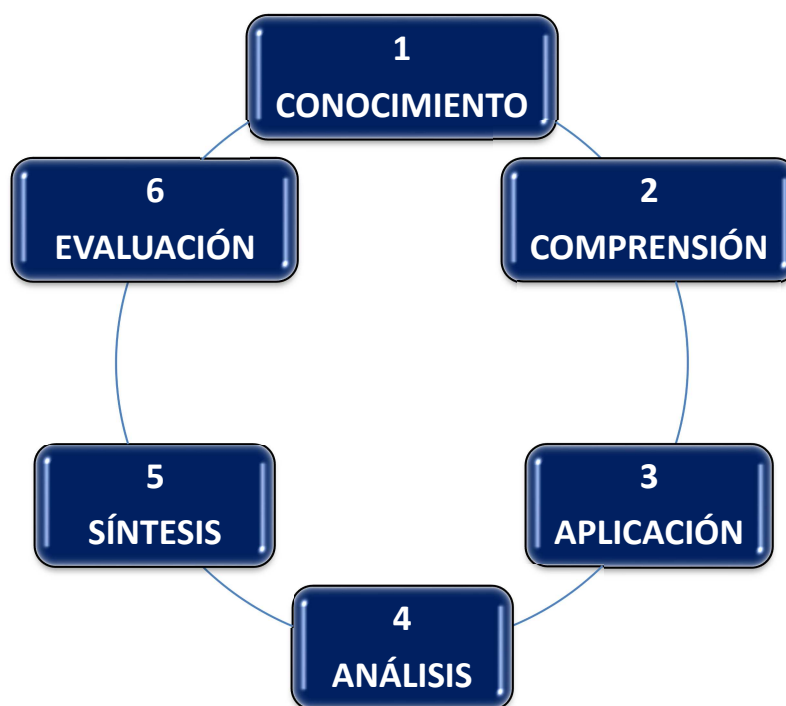 1
CONOCIMIENTO
2
COMPRENSIÓN
3
APLICACIÓN
4
ANÁLISIS
5
SÍNTESIS
6
EVALUACIÓN